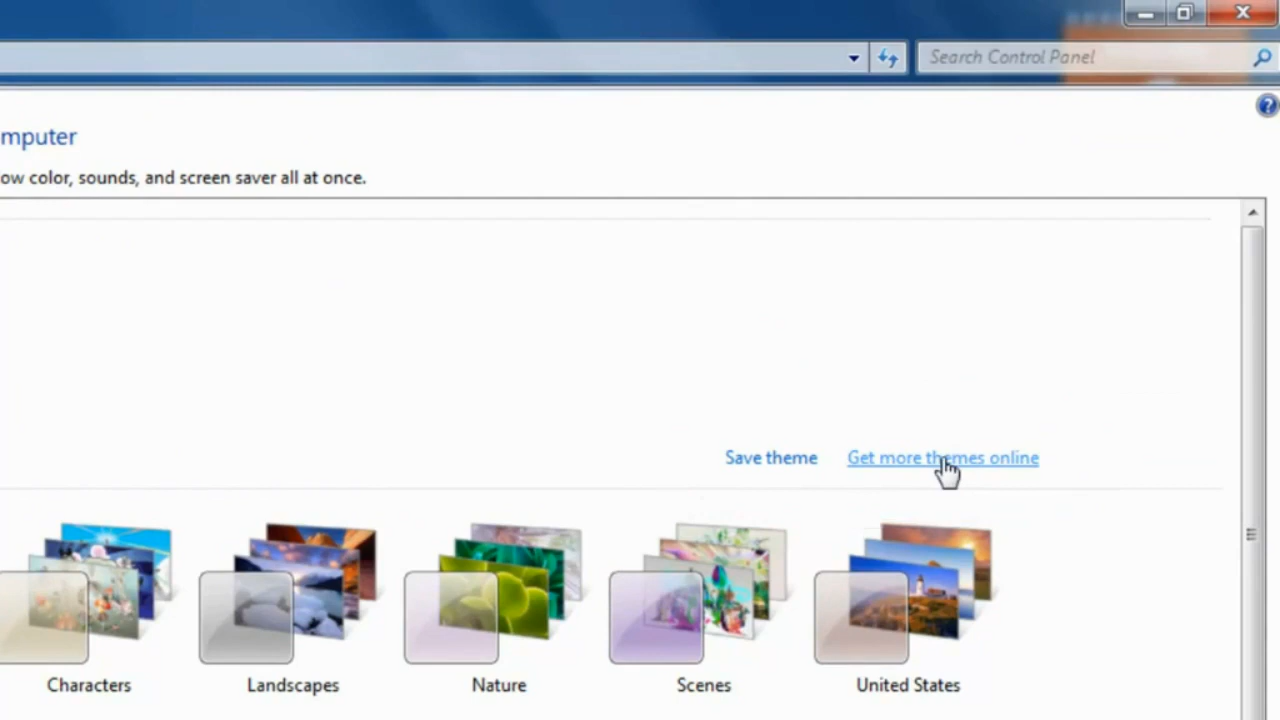 Search Control Panel
mputer
ow color, sounds, and screen saver all at once.
Save theme Get more themes online
Characters Landscapes Nature Scenes United States